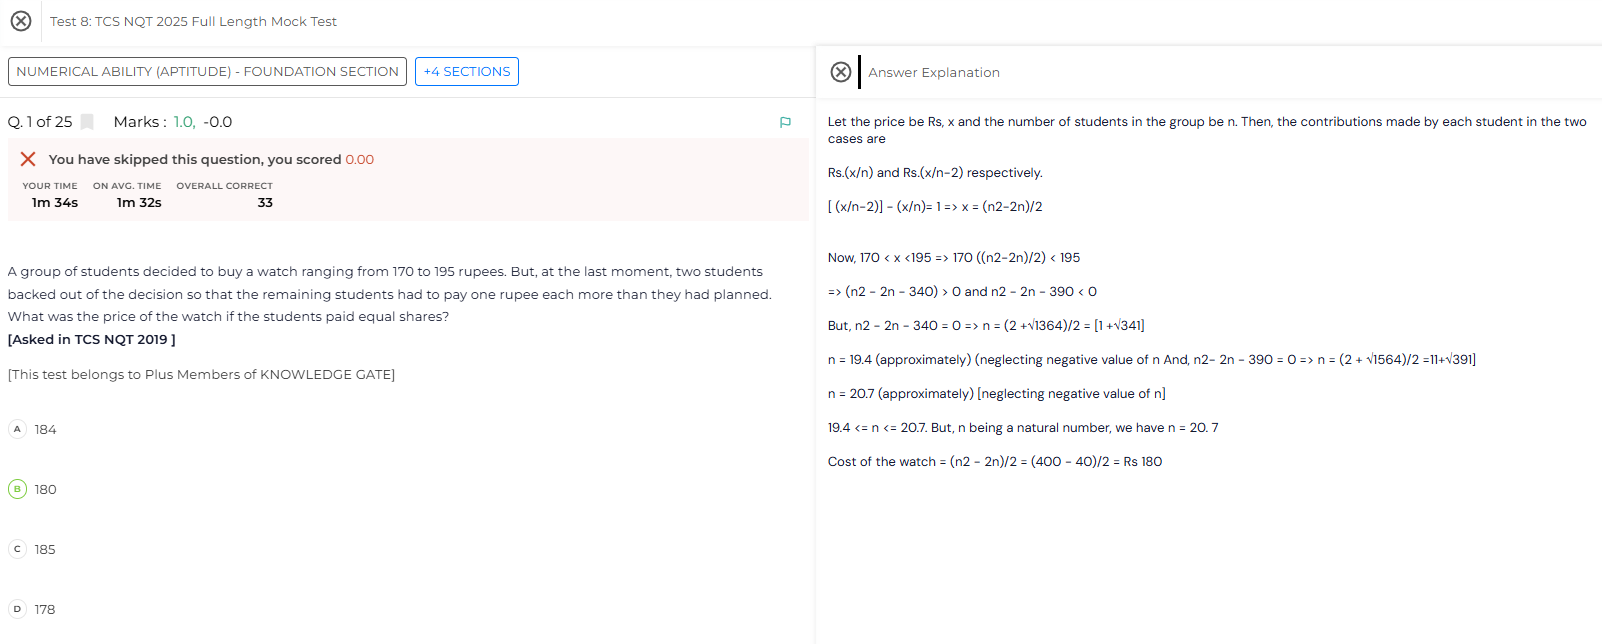 Test 8: TCS NQT 2025 Full Length Mock Test
NUMERICAL ABILITY (APTITUDE) - FOUNDATION SECTION
+4 SECTIONS
Q. 1 of 25 Marks : 1.0, -0.0
You have skipped this question, you scored 0.00
YOUR TIME ON AVG. TIME OVERALL CORRECT
1m 34s 1m 32s 33
A group of students decided to buy a watch ranging from 170 to 195 rupees. But, at the last moment, two students
backed out of the decision so that the remaining students had to pay one rupee each more than they had planned.
What was the price of the watch if the students paid equal shares?
[Asked in TCS NQT 2019 ]
[This test belongs to Plus Members of KNOWLEDGE GATE]
A 184
B 180
C 185
D 178
Answer Explanation
Let the price be Rs, x and the number of students in the group be n. Then, the contributions made by each student in the two
cases are
Rs.(x/n) and Rs.(x/n-2) respectively.
[ (x/n-2)] - (x/n)= 1 => x = (n2-2n)/2
Now, 170 < x <195 => 170 ((n2-2n)/2) < 195
=> (n2 - 2n - 340) > 0 and n2 - 2n - 390 < 0
But, n2 - 2n - 340 = 0 => n = (2 +√1364)/2 = [1 +√341]
n = 19.4 (approximately) (neglecting negative value of n And, n2- 2n - 390 = 0 => n = (2 + √1564)/2 =11+√391]
n = 20.7 (approximately) [neglecting negative value of n]
19.4 <= n <= 20.7. But, n being a natural number, we have n = 20. 7
Cost of the watch = (n2 - 2n)/2 = (400 - 40)/2 = Rs 180